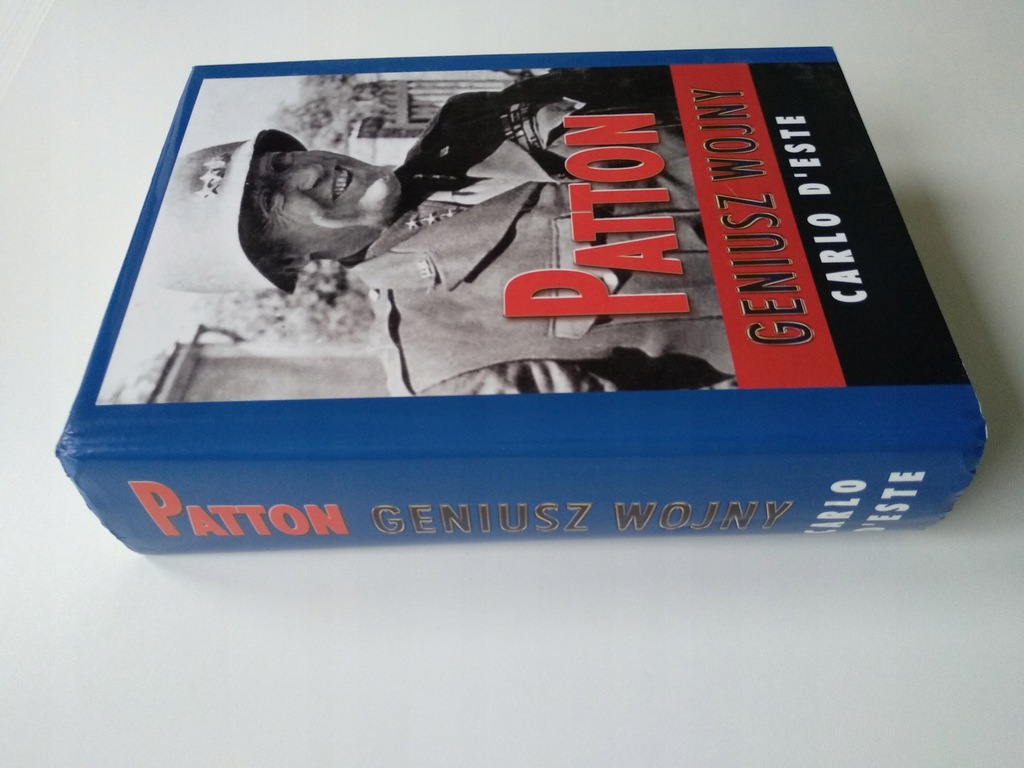 PATTON
GENIUSZ WOJNY
CARLO D'ESTE
PATTON GENIUSZ WOJNY CARLO
D'ESTE